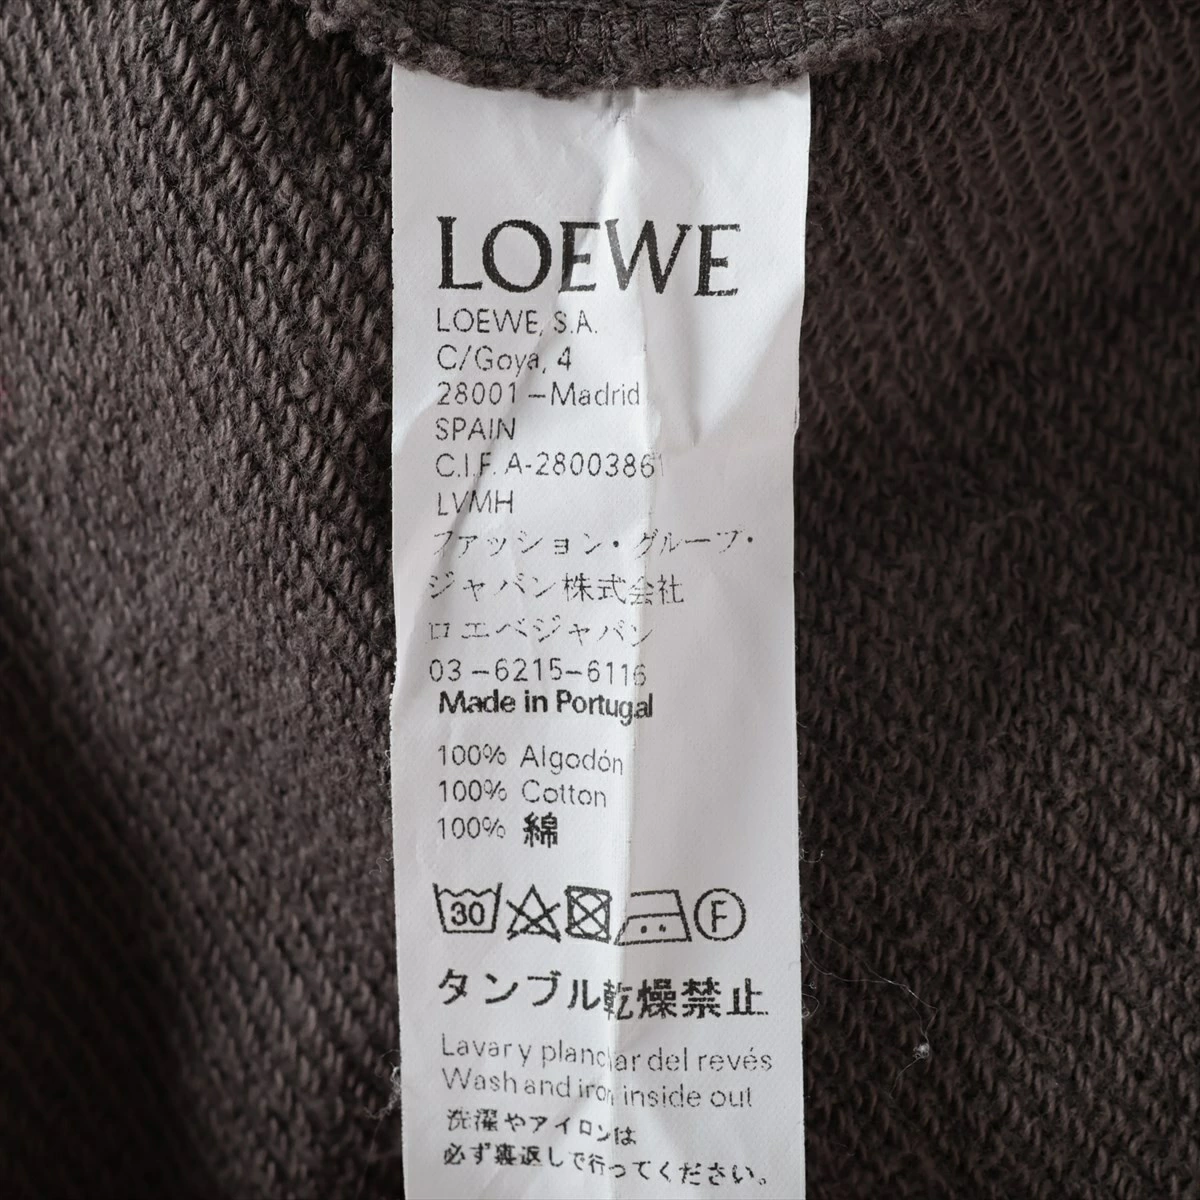 LOEWE
LOEWE, S.A.
C/Goya, 4
28001 –Madrid
SPAIN
C.I.F. A-28003861
LVMH
ファッション・グループ・
ジャパン株式会社
ロエベジャパン
03–6215–6116
Made in Portugal
100% Algodón
100% Cotton
100% 綿
30 F
タンブル乾燥禁止
Lavar y planchar del revés
Wash and iron inside out
洗濯やアイロンは
必ず裏返しで行ってください。